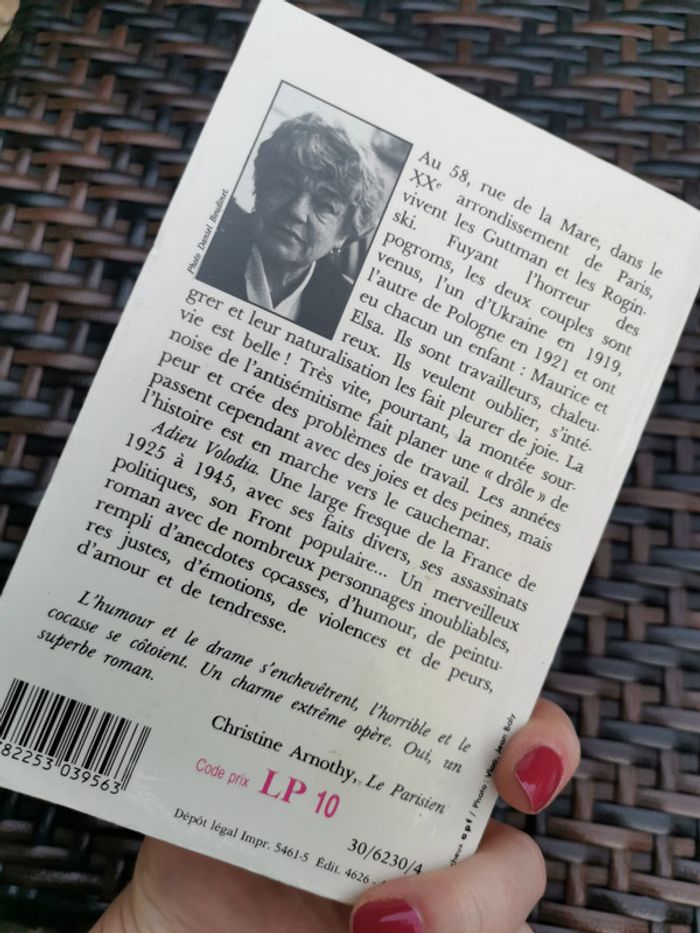 Photo Daniel Boudinet.
Au 58, rue de la Mare, dans le
XXe arrondissement de Paris,
vivent les Guttman et les Rogin-
ski. Fuyant l'horreur des
pogroms, les deux couples sont
venus, l'un d'Ukraine en 1919,
l'autre de Pologne en 1921 et ont
eu chacun un enfant : Maurice et
Elsa. Ils sont travailleurs, chaleu-
reux. Ils veulent oublier, s'inté-
grer et leur naturalisation les fait pleurer de joie. La
vie est belle ! Très vite, pourtant, la montée sour-
noise de l'antisémitisme fait planer une « drôle » de
peur et crée des problèmes de travail. Les années
passent cependant avec des joies et des peines, mais
l'histoire est en marche vers le cauchemar.
Adieu Volodia. Une large fresque de la France de
1925 à 1945, avec ses faits divers, ses assassinats
politiques, son Front populaire... Un merveilleux
roman avec de nombreux personnages inoubliables,
rempli d'anecdotes cocasses, d'humour, de peintu-
res justes, d'émotions, de violences et de peurs,
d'amour et de tendresse.
L'humour et le drame s'enchevêtrent, l'horrible et le
cocasse se côtoient. Un charme extrême opère. Oui, un
superbe roman.
Christine Arnothy, Le Parisien
82253 039563
Code prix LP 10
30/6230/4
Dépôt légal Impr. 5461-5 Édit. 4626
apf / Photo : Vloo, Jean Boly